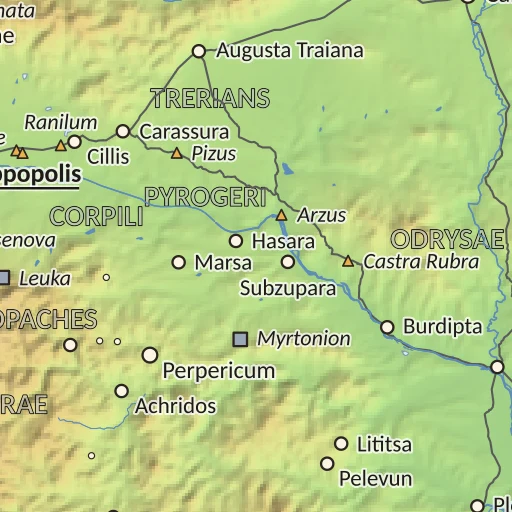 Augusta Traiana
TRERIANS
Ranilum
Carassura
Cillis
Pizus
PYROGERI
CORPILI
Arzus
Hasara
ODRYSAE
Marsa
Castra Rubra
Leuka
Subzupara
Burdipta
Myrtonion
Perpericum
Achridos
Lititsa
Pelevun